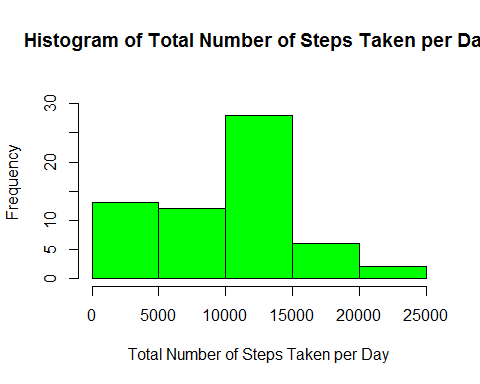 Histogram of Total Number of Steps Taken per Da
Frequency
30
20
10
5
0
0 5000 10000 15000 20000 25000
Total Number of Steps Taken per Day